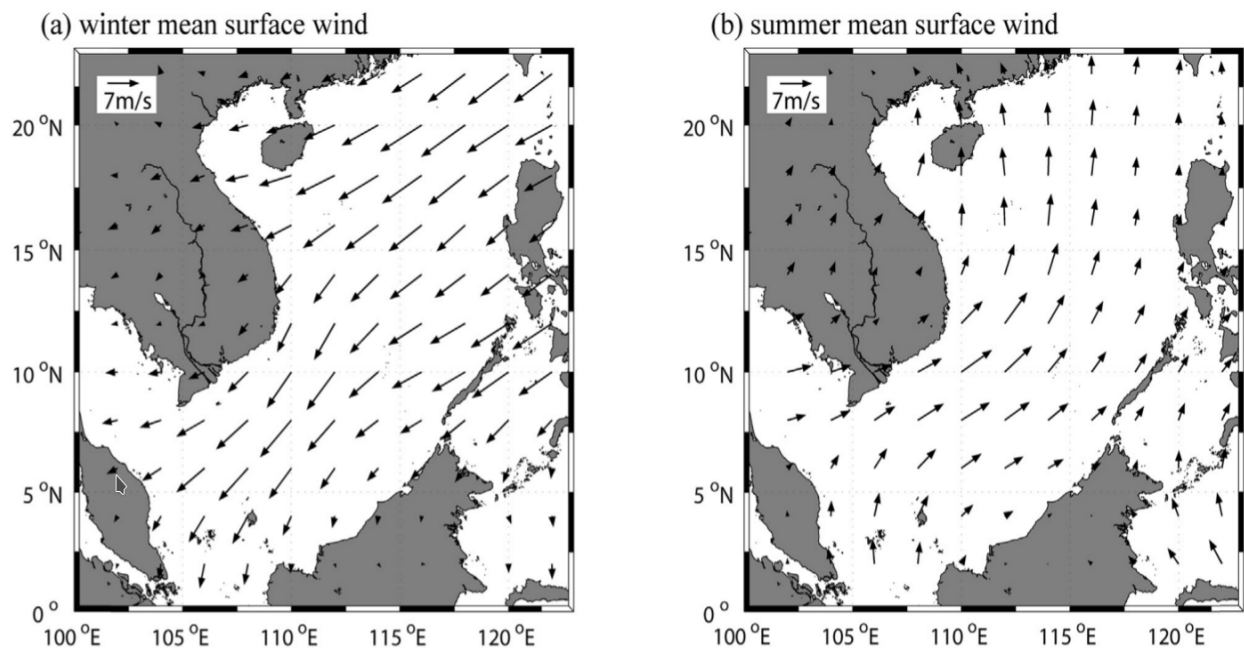 (a) winter mean surface wind
7m/s
20 °N
15 °N
10 °N
5 °N
0 °
100 °E 105 °E 110 °E 115 °E 120 °E
(b) summer mean surface wind
7m/s
20 °N
15 °N
10 °N
5 °N
0 °
100 °E 105 °E 110 °E 115 °E 120 °E